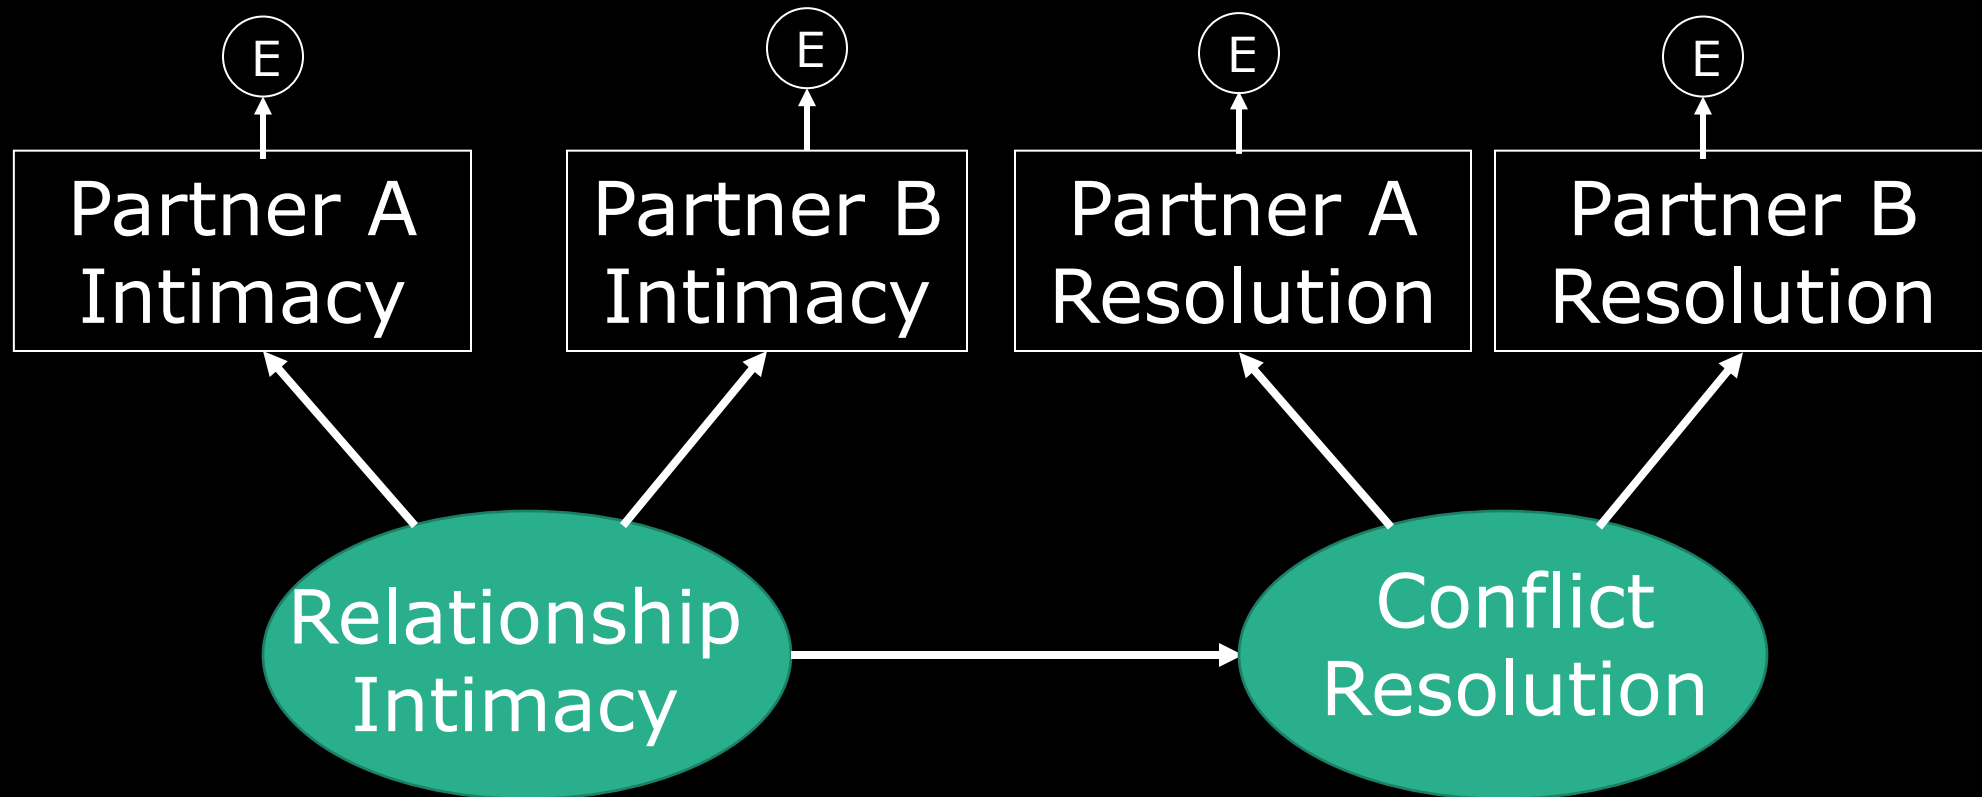 E
E
E
E
Partner A
Intimacy
Partner B
Intimacy
Partner A
Resolution
Partner B
Resolution
Relationship
Intimacy
Conflict
Resolution